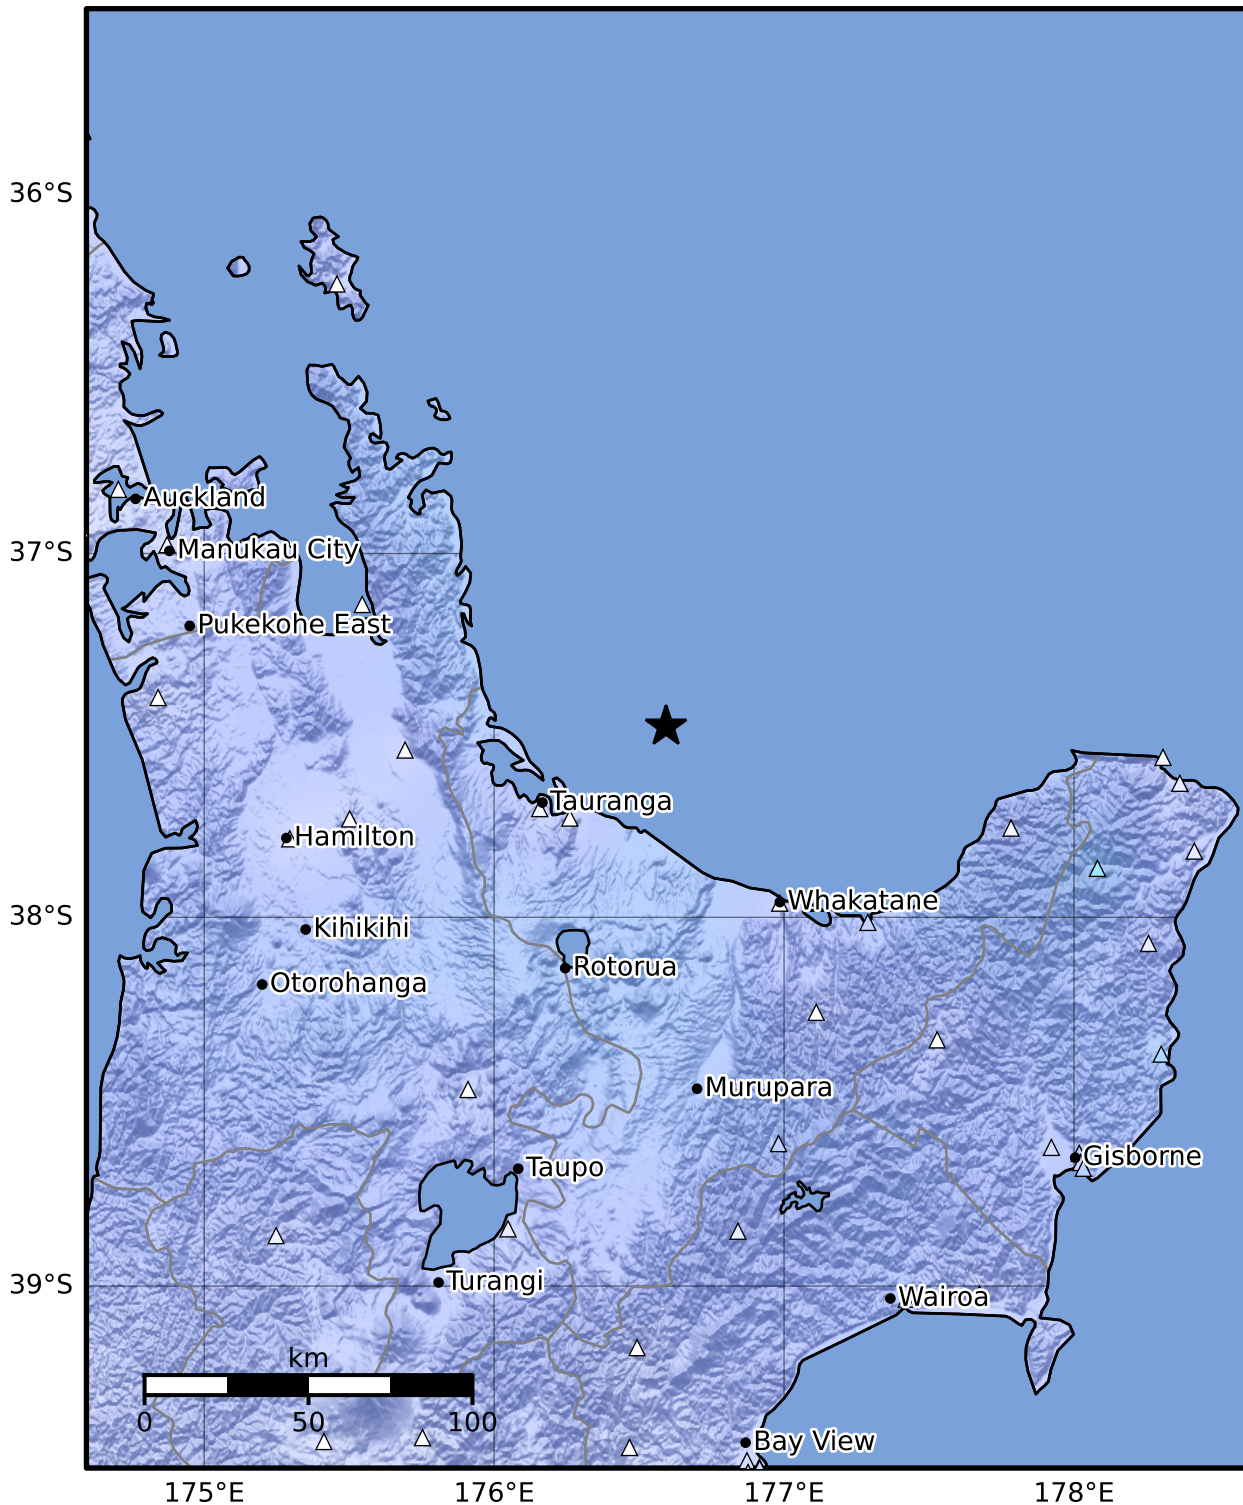 36°S
Auckland
37°S
Manukau City
Pukekohe East
Tauranga
Hamilton
Whakatane
38°S
Kihikihi
Rotorua
Otorohanga
Murupara
Gisborne
Taupo
39°S
Turangi
Wairoa
km
0 50 100
Bay View
175°E 176°E 177°E 178°E